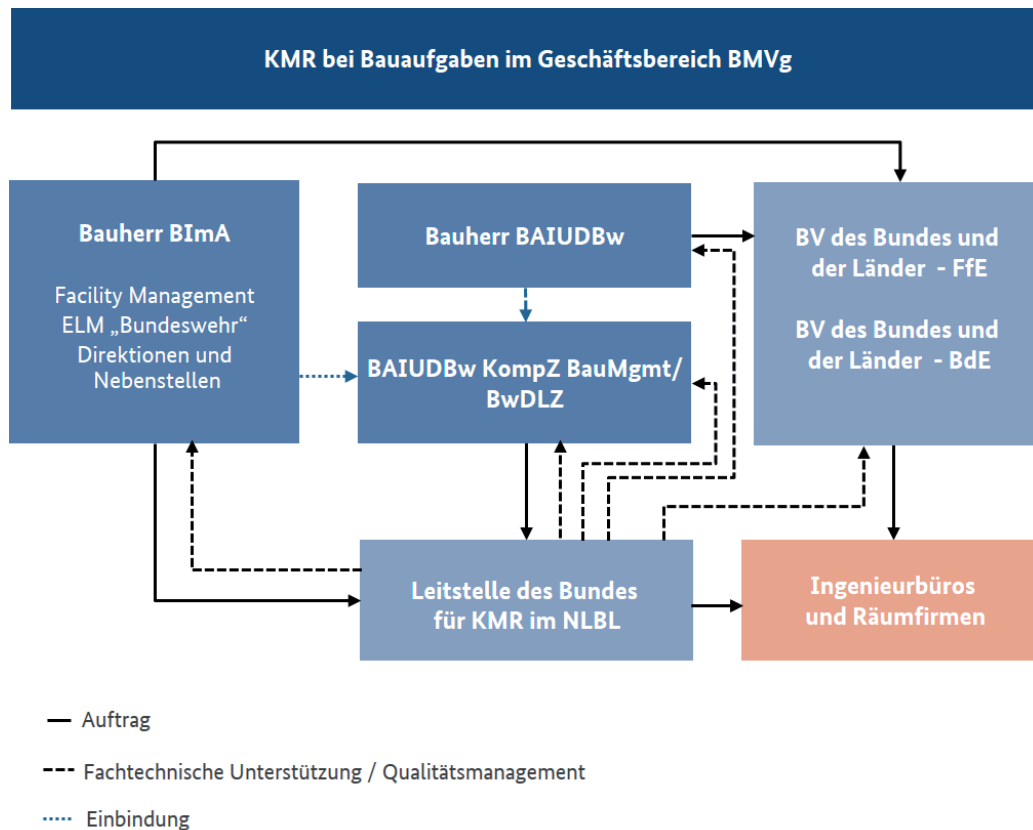 KMR bei Bauaufgaben im Geschäftsbereich BMVg
Bauherr BImA
Facility Management
ELM „Bundeswehr“
Direktionen und
Nebenstellen
Bauherr BAIUDBw
BAIUDBw KompZ BauMgmt/
BwDLZ
BV des Bundes und
der Länder - FfE
BV des Bundes und
der Länder - BdE
Leitstelle des Bundes
für KMR im NLBL
Ingenieurbüros
und Räumfirmen
Auftrag
Fachtechnische Unterstützung / Qualitätsmanagement
Einbindung